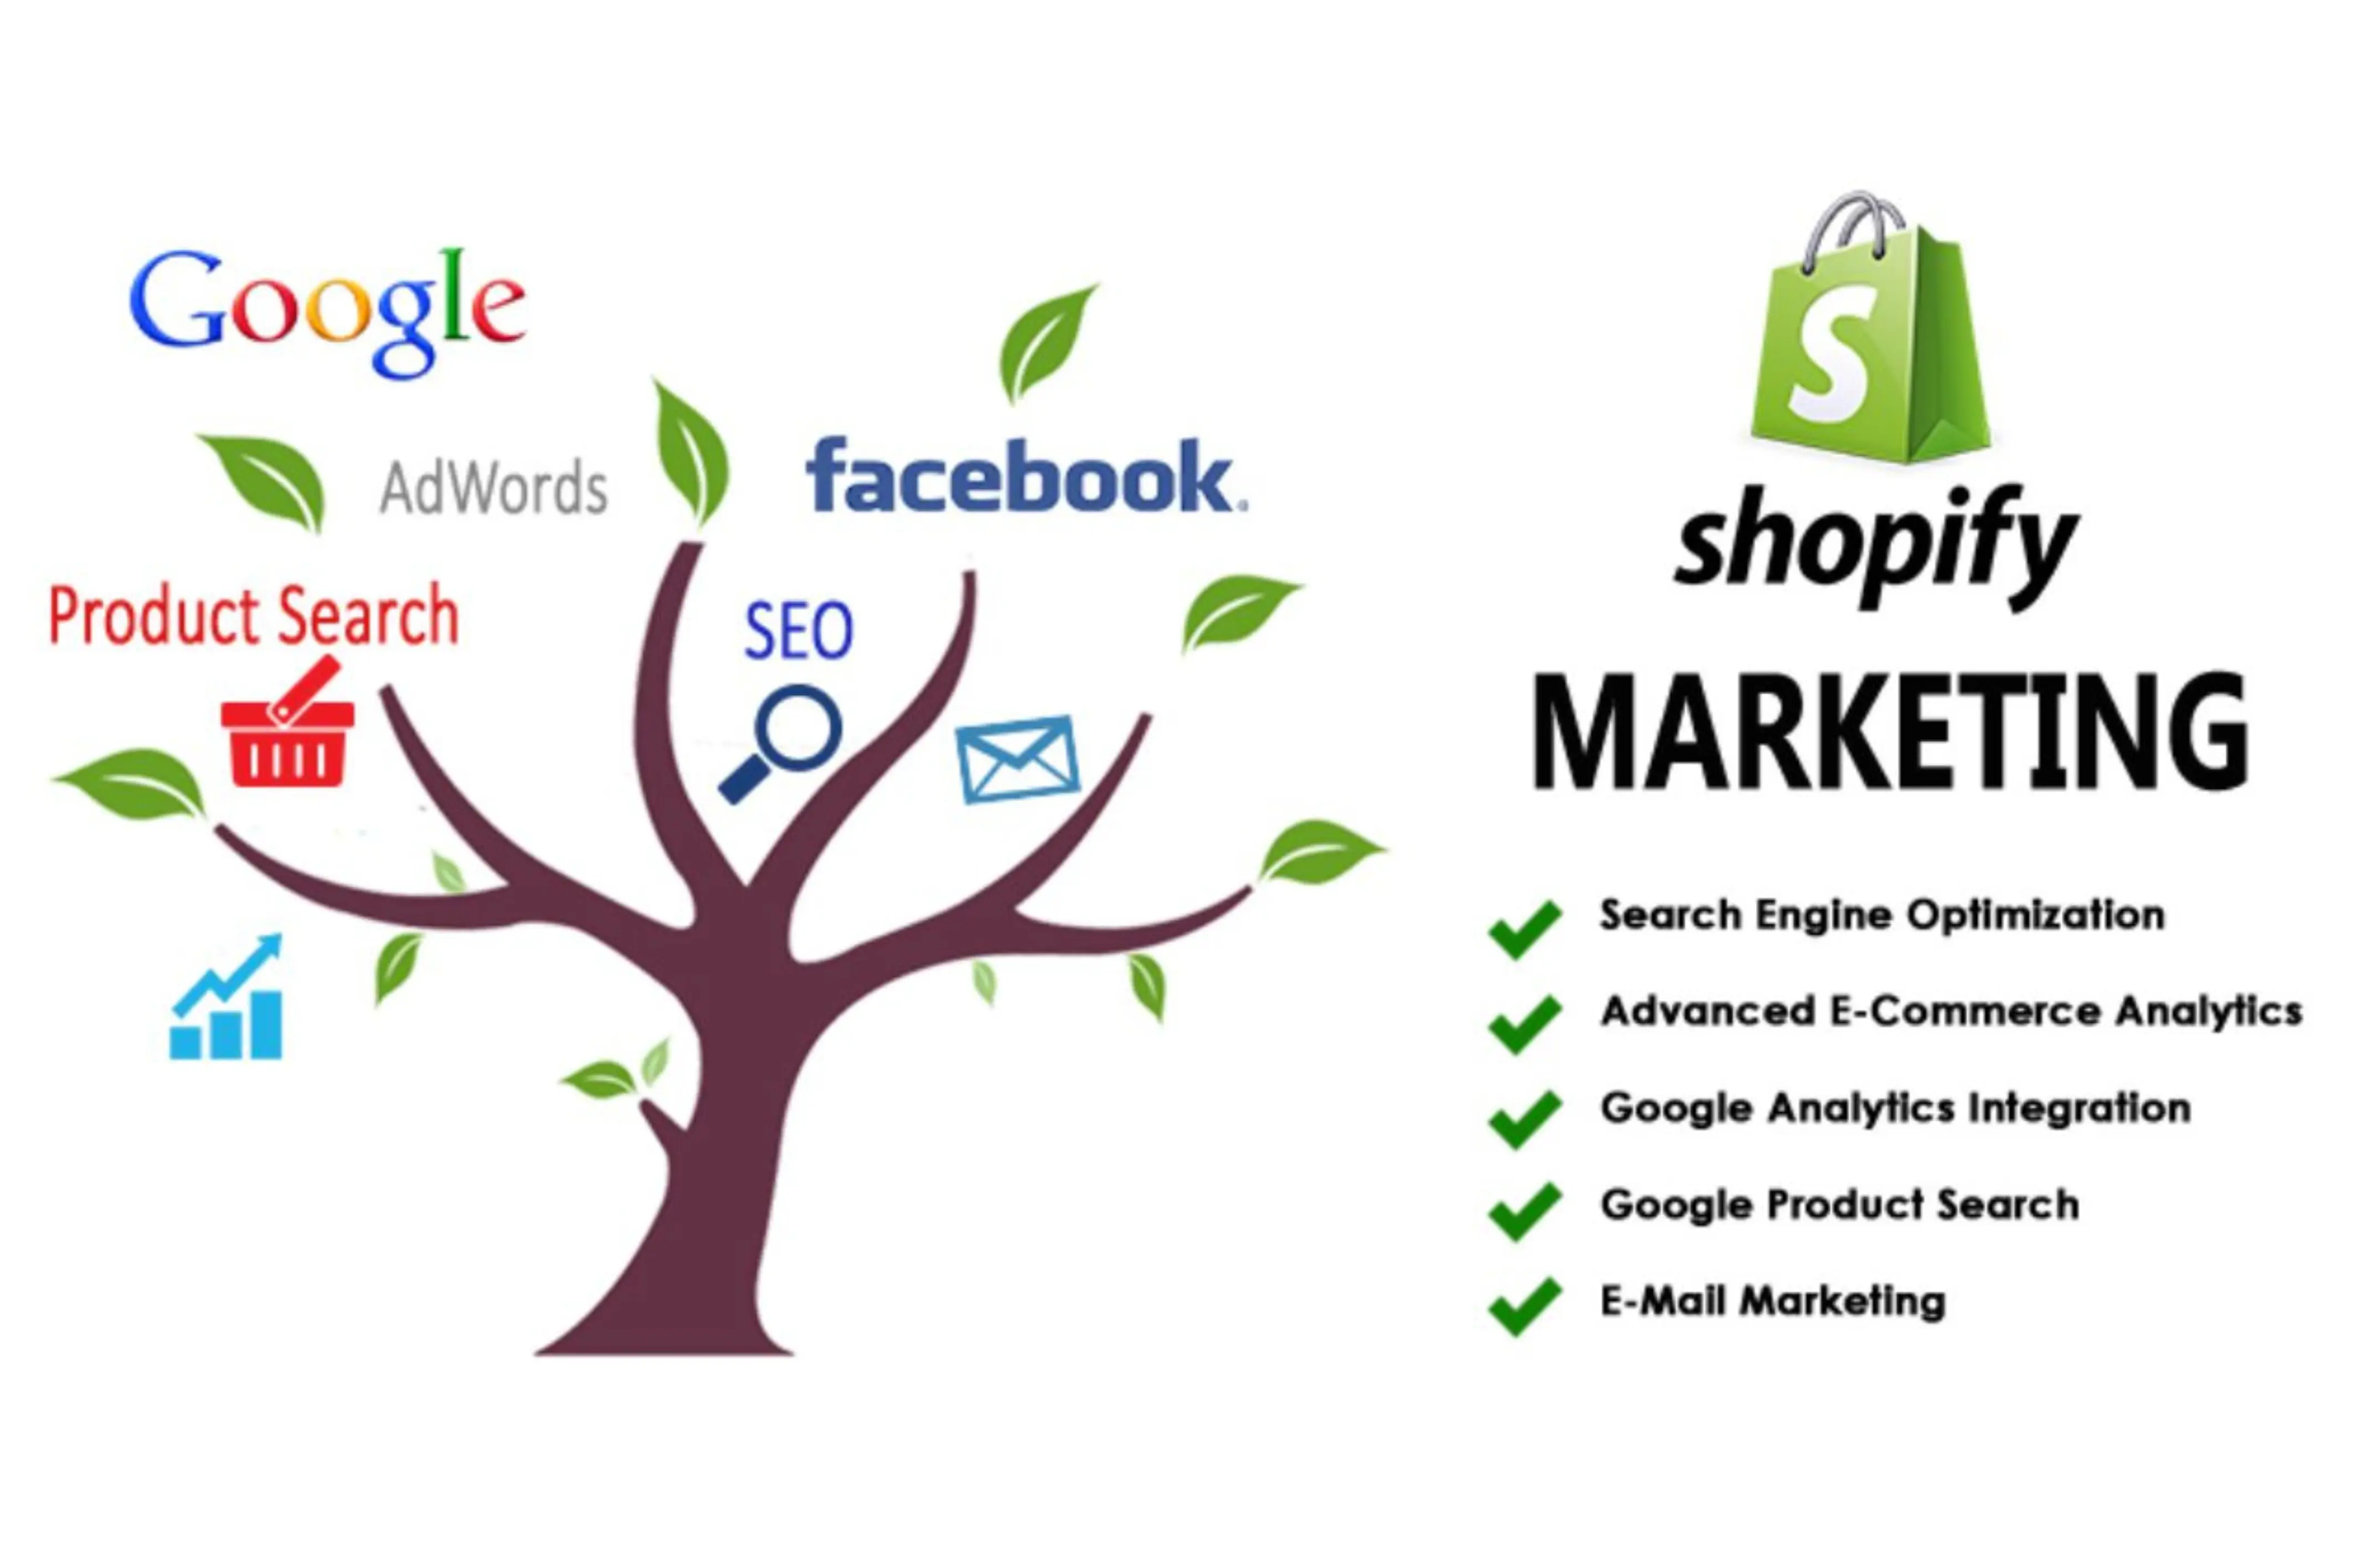 Google
AdWords
facebook
Product Search
SEO
S
shopify
MARKETING
Search Engine Optimization
Advanced E-Commerce Analytics
Google Analytics Integration
Google Product Search
E-Mail Marketing